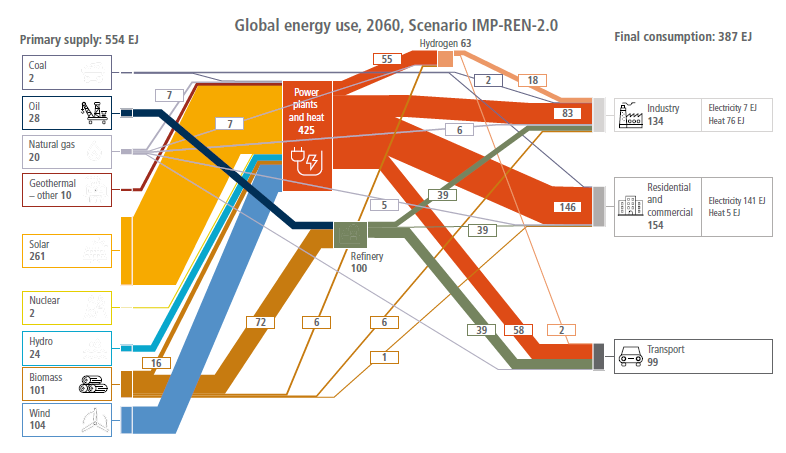 Global energy use, 2060, Scenario IMP-REN-2.0
Primary supply: 554 EJ
Final consumption: 387 EJ
Hydrogen 63
Coal
2
Oil
28
Natural gas
20
Geothermal
– other 10
Solar
261
Nuclear
2
Hydro
24
Biomass
101
Wind
104
Power
plants
and heat
425
Refinery
100
55
2
18
7
7
6
83
5
39
39
146
72
6
6
39
58
2
1
16
Industry
134
Electricity 7 EJ
Heat 76 EJ
Residential
and
commercial
154
Electricity 141 EJ
Heat 5 EJ
Transport
99